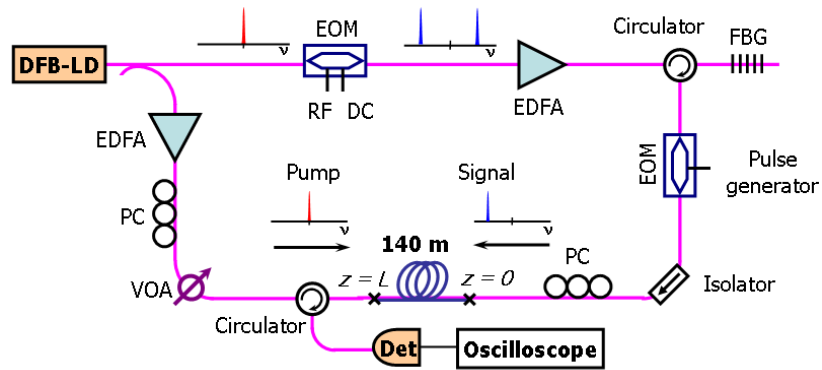 Circulator
EOM
FBG
DFB-LD
ν
ν
RF DC
EDFA
EDFA
EOM
Pulse
generator
Pump
Signal
PC
ν
ν
140 m
PC
VOA
z = L
z = 0
Isolator
Circulator
Det
Oscilloscope